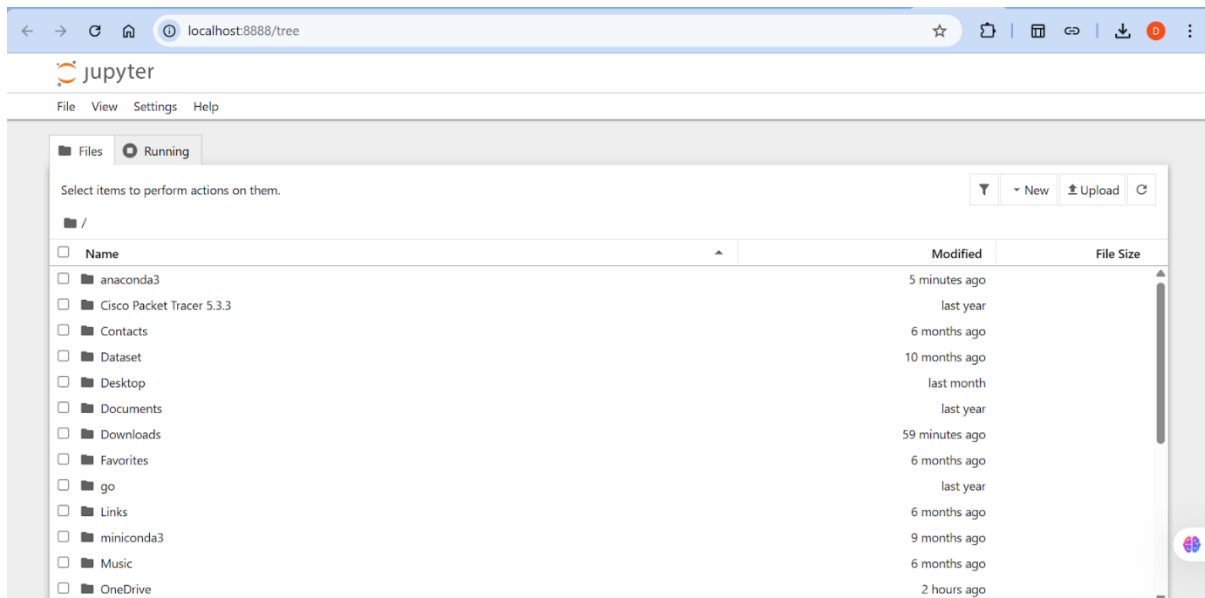 localhost:8888/tree
D
jupyter
File View Settings Help
Files Running
Select items to perform actions on them.
New Upload
/
Name Modified File Size
anaconda3 5 minutes ago
Cisco Packet Tracer 5.3.3 last year
Contacts 6 months ago
Dataset 10 months ago
Desktop last month
Documents last year
Downloads 59 minutes ago
Favorites 6 months ago
go last year
Links 6 months ago
miniconda3 9 months ago
Music 6 months ago
OneDrive 2 hours ago